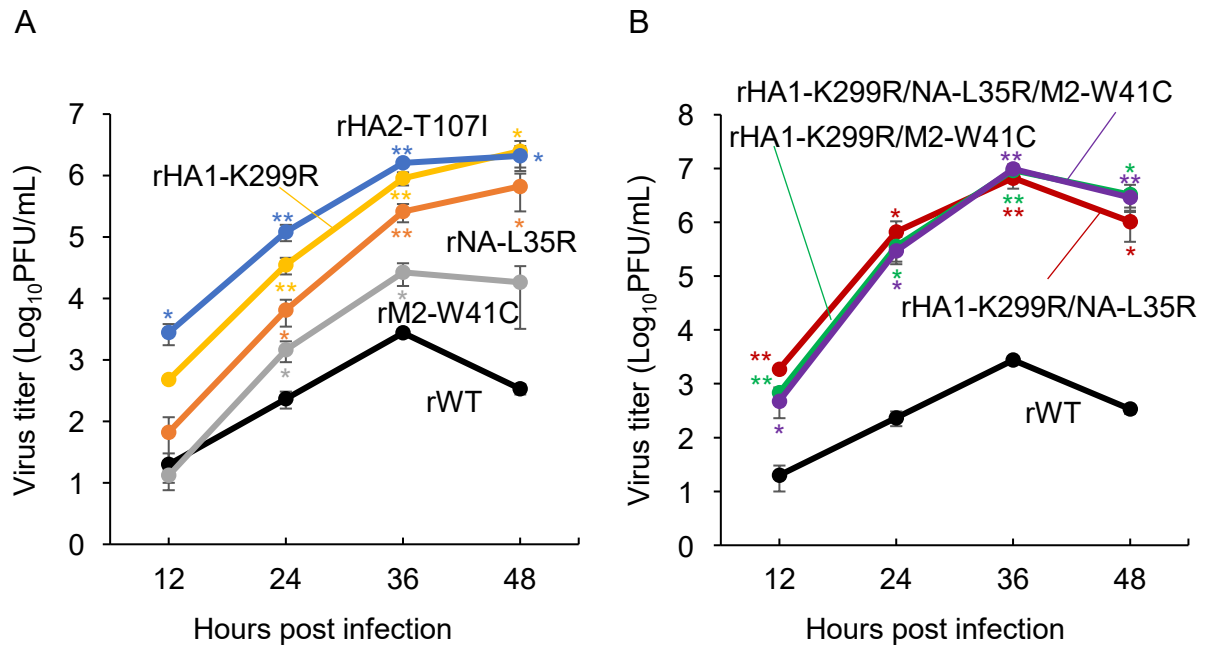 A
Virus titer (Log10PFU/mL)
7
6
5
4
3
2
1
0
rHA2-T107I
rHA1-K299R
rNA-L35R
rM2-W41C
rWT
*
**
**
*
*
**
**
*
*
**
*
*
*
12 24 36 48
Hours post infection
B
Virus titer (Log10PFU/mL)
8
7
6
5
4
3
2
1
0
rHA1-K299R/NA-L35R/M2-W41C
rHA1-K299R/M2-W41C
rHA1-K299R/NA-L35R
rWT
**
**
*
*
*
*
**
**
**
*
**
*
12 24 36 48
Hours post infection